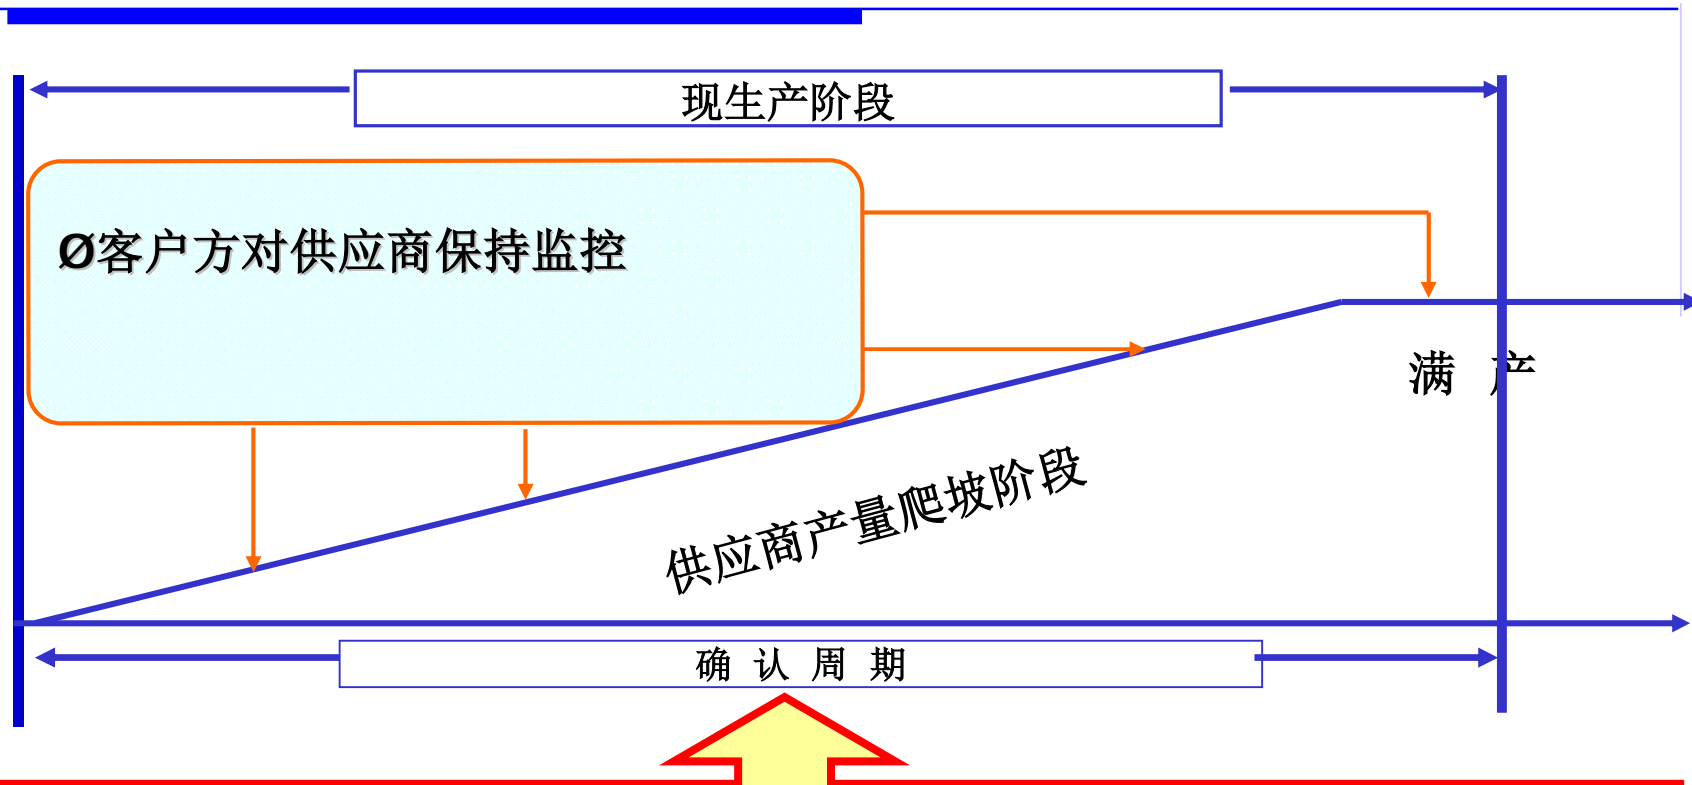 现生产阶段
Ø客户方对供应商保持监控
满 产
供应商产量爬坡阶段
确 认 周 期